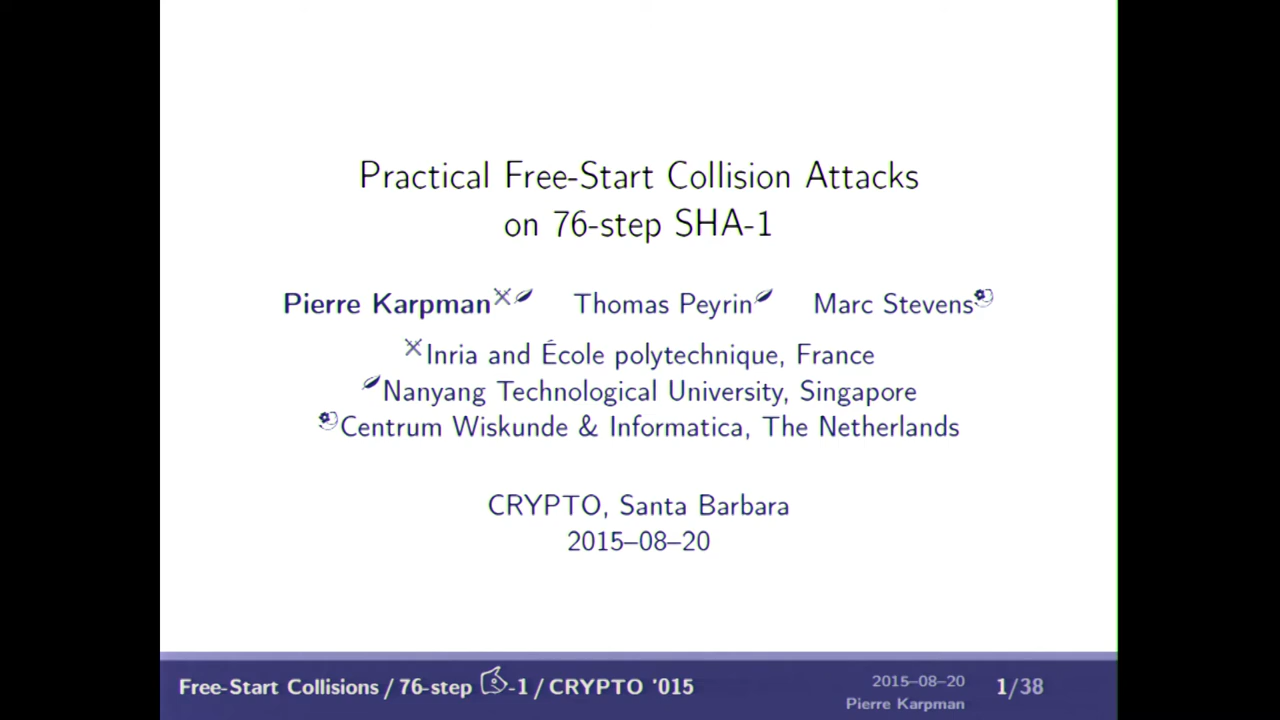 Practical Free-Start Collision Attacks
on 76-step SHA-1
Pierre Karpman Thomas Peyrin Marc Stevens
Inria and École polytechnique, France
Nanyang Technological University, Singapore
Centrum Wiskunde & Informatica, The Netherlands
CRYPTO, Santa Barbara
2015–08–20
Free-Start Collisions / 76-step -1 / CRYPTO '015
2015–08–20
Pierre Karpman
1/38